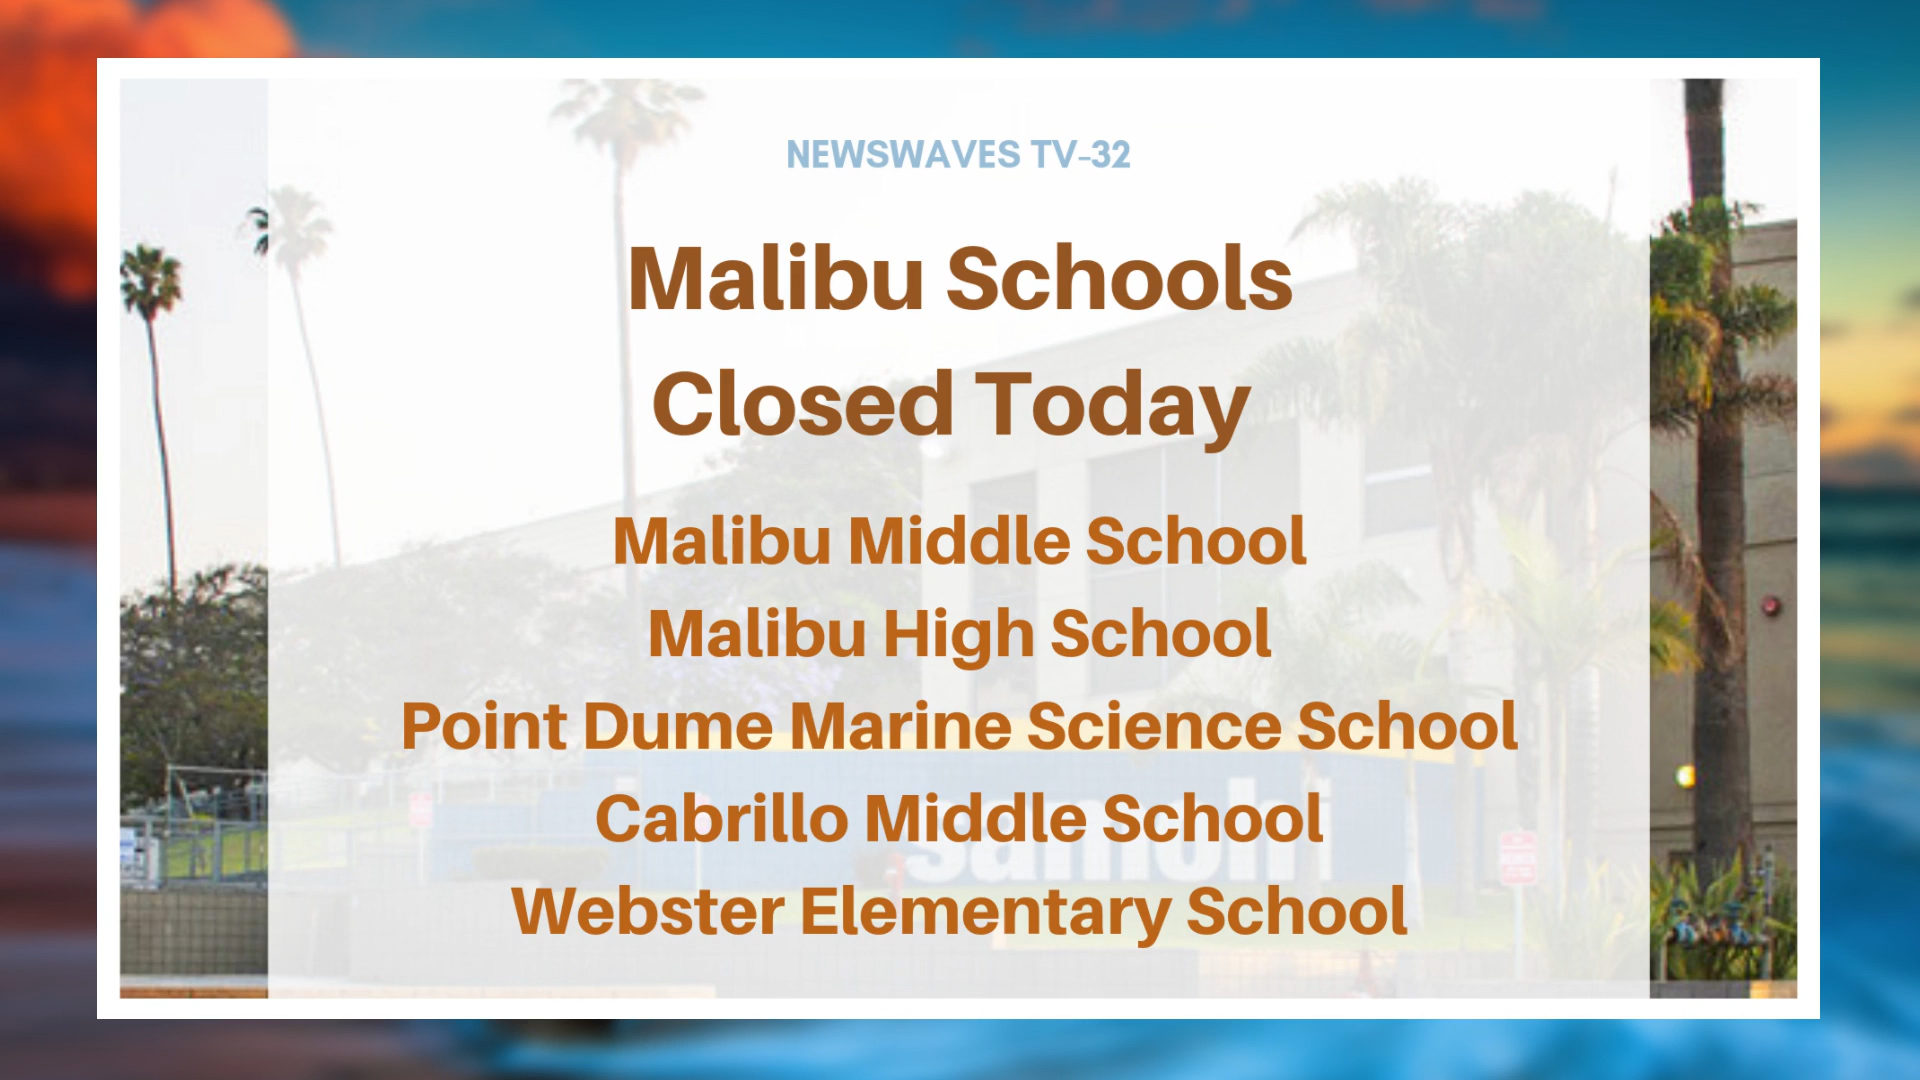 NEWSWAVES TV-32
Malibu Schools
Closed Today
Malibu Middle School
Malibu High School
Point Dume Marine Science School
Cabrillo Middle School
samohi
Webster Elementary School